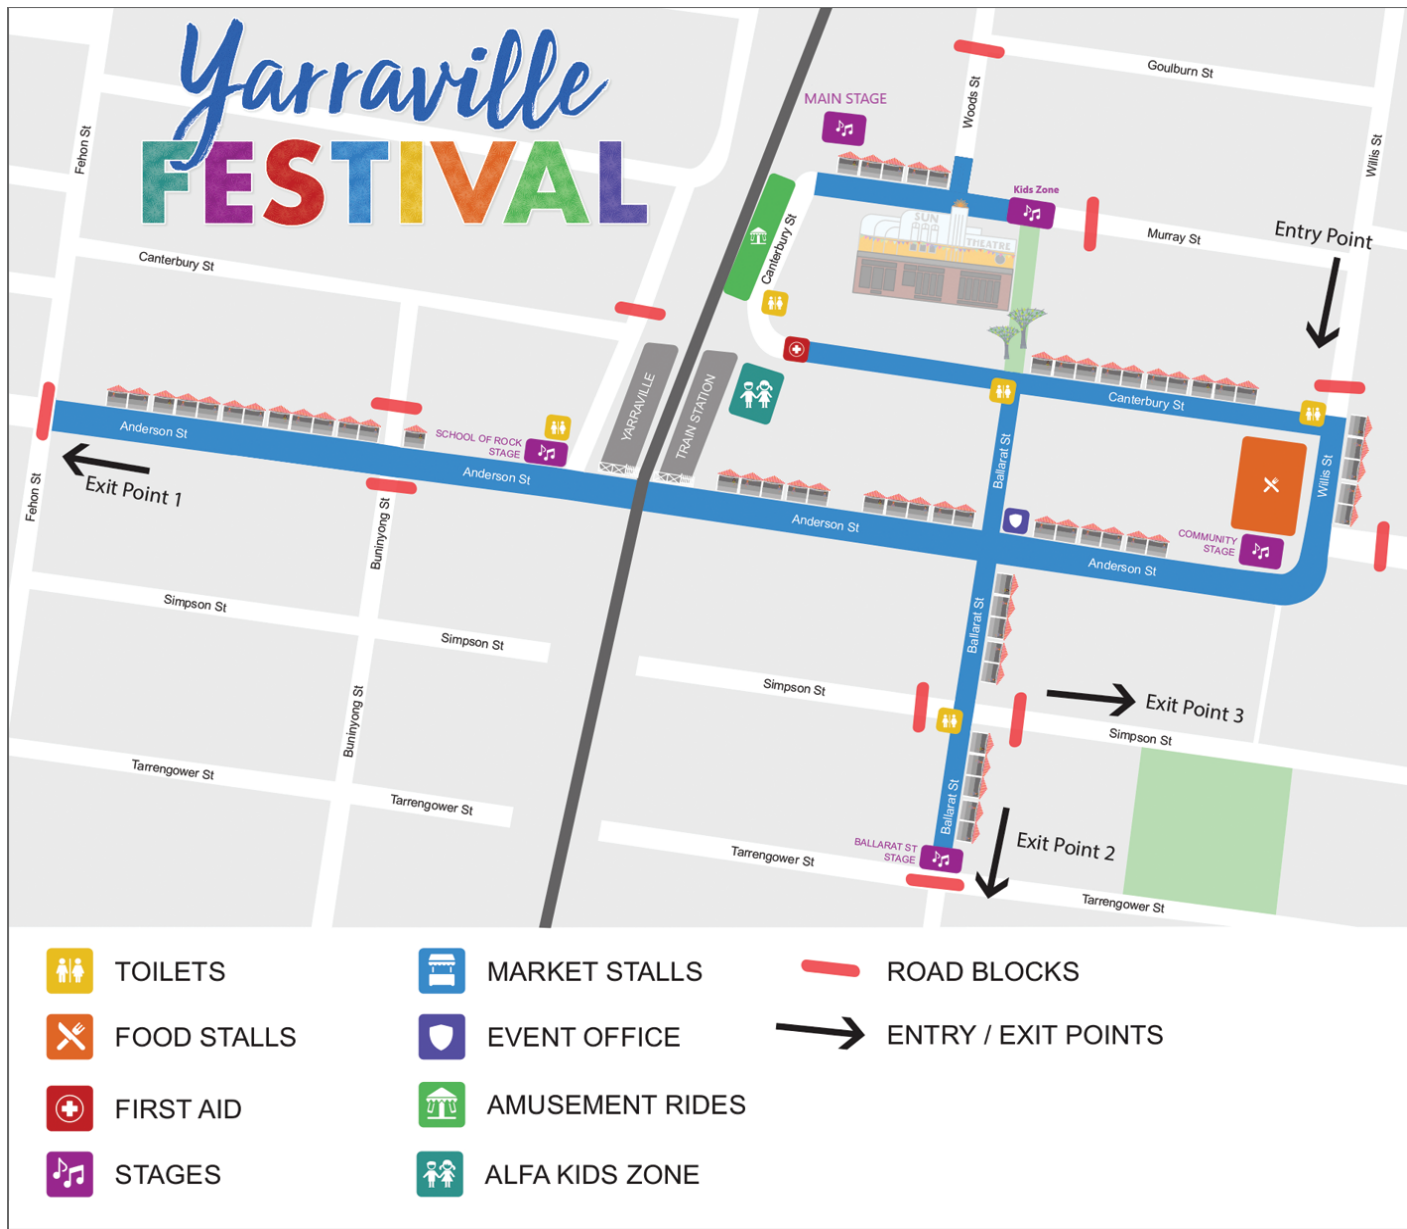 Yarraville
FESTIVAL
MAIN STAGE
Goulburn St
Woods St
Fehon St
Willis St
Kids Zone
SUN
THEATRE
Murray St
Entry Point
Canterbury St
Canterbury St
YARRAVILLE
TRAIN STATION
Canterbury St
Anderson St
SCHOOL OF ROCK
STAGE
Anderson St
Exit Point 1
Fehon St
Buninyong St
Ballarat St
Willis St
Anderson St
COMMUNITY
STAGE
Anderson St
Simpson St
Simpson St
Ballarat St
Simpson St
Exit Point 3
Simpson St
Buninyong St
Tarrengower St
Tarrengower St
Ballarat St
BALLARAT ST
STAGE
Exit Point 2
Tarrengower St
Tarrengower St
TOILETS
MARKET STALLS
ROAD BLOCKS
FOOD STALLS
EVENT OFFICE
ENTRY / EXIT POINTS
FIRST AID
AMUSEMENT RIDES
STAGES
ALFA KIDS ZONE